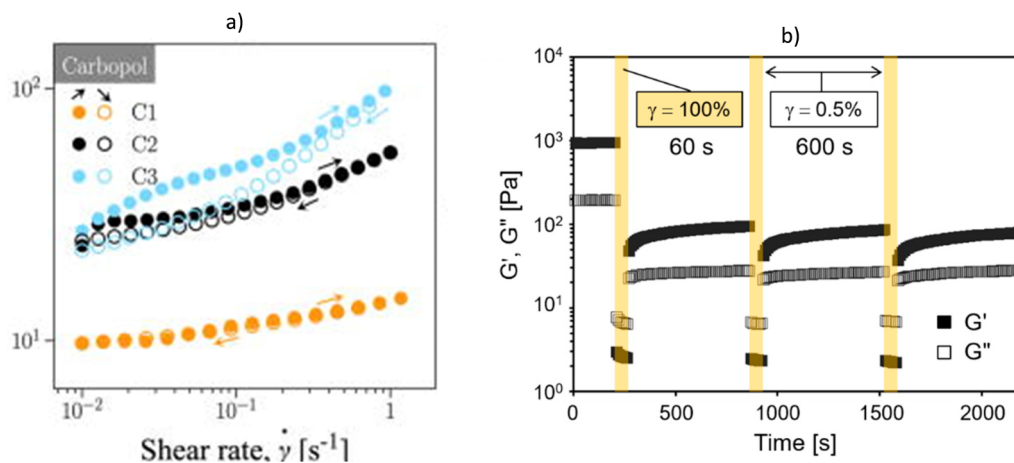 a)
Carbopol
C1
C2
C3
10²
10¹
10⁻²
10⁻¹
1
Shear rate, γ̇ [s⁻¹]
b)
γ = 100%
60 s
γ = 0.5%
600 s
G', G'' [Pa]
10⁴
10³
10²
10¹
10⁰
G'
G''
0
500
1000
1500
2000
Time [s]